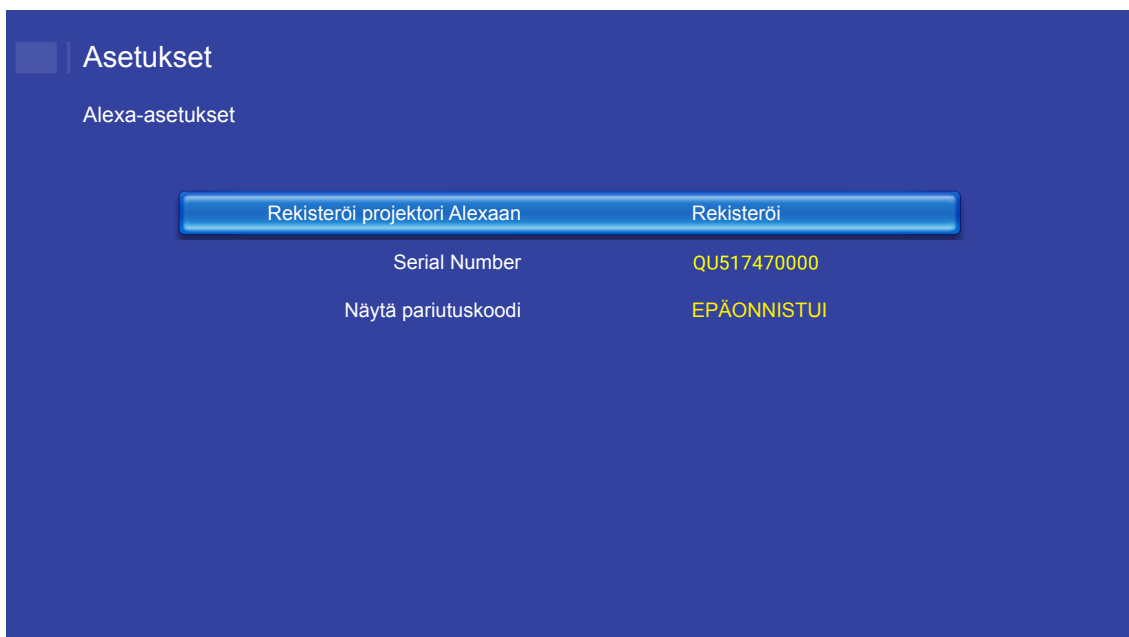 Asetukset
Alexa-asetukset
Rekisteröi projektori Alexaan Rekisteröi
Serial Number QU517470000
Näytä pariutuskoodi EPÄONNISTUI